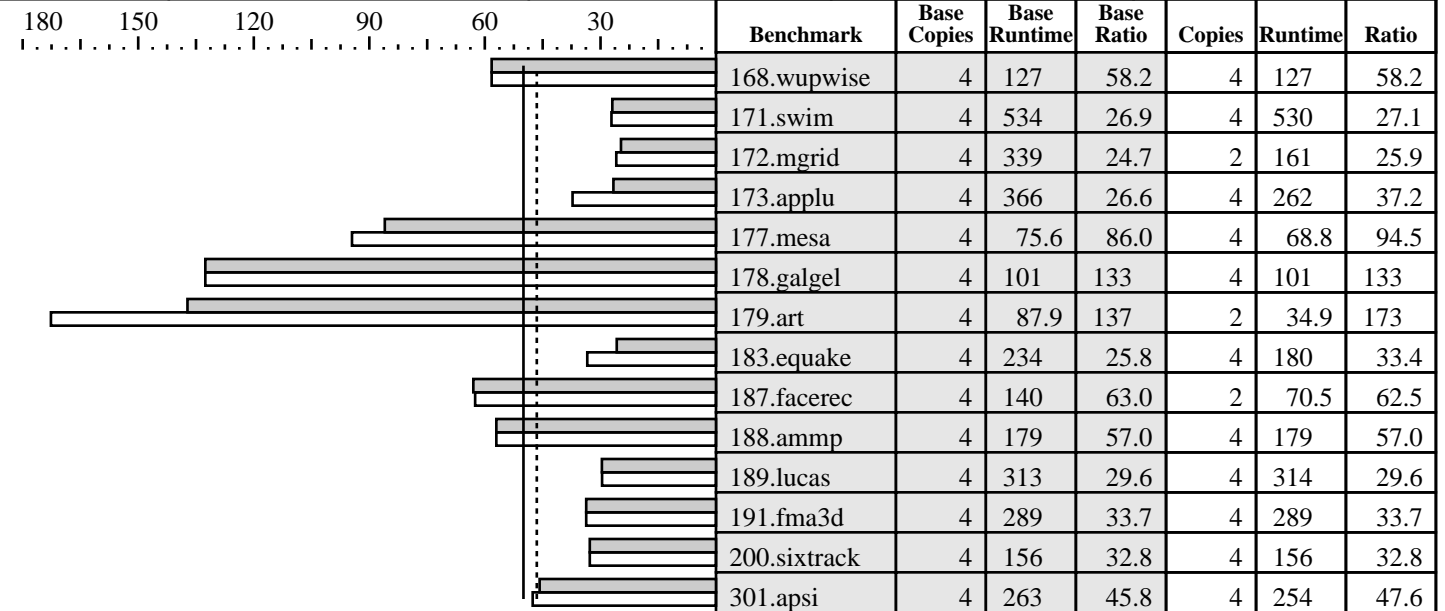 180 150 120 90 60 30
Benchmark Base Copies Base Runtime Base Ratio Copies Runtime Ratio
168.wupwise 4 127 58.2 4 127 58.2
171.swim 4 534 26.9 4 530 27.1
172.mgrid 4 339 24.7 2 161 25.9
173.applu 4 366 26.6 4 262 37.2
177.mesa 4 75.6 86.0 4 68.8 94.5
178.galgel 4 101 133 4 101 133
179.art 4 87.9 137 2 34.9 173
183.equake 4 234 25.8 4 180 33.4
187.facerec 4 140 63.0 2 70.5 62.5
188.ammp 4 179 57.0 4 179 57.0
189.lucas 4 313 29.6 4 314 29.6
191.fma3d 4 289 33.7 4 289 33.7
200.sixtrack 4 156 32.8 4 156 32.8
301.apsi 4 263 45.8 4 254 47.6